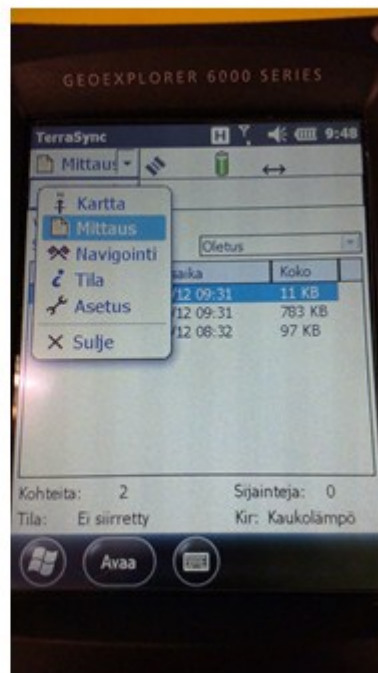 GEOEXPLORER 6000 SERIES
TerraSync 9:48
Mittaus
Kartta
Mittaus
Navigointi
Tila
Asetus
Sulje
Oletus
Koko
/12 09:31 11 KB
/12 09:31 783 KB
/12 08:32 97 KB
Kohteita: 2 Sijainteja: 0
Tila: Ei siirretty Kir: Kaukolämpö
Avaa